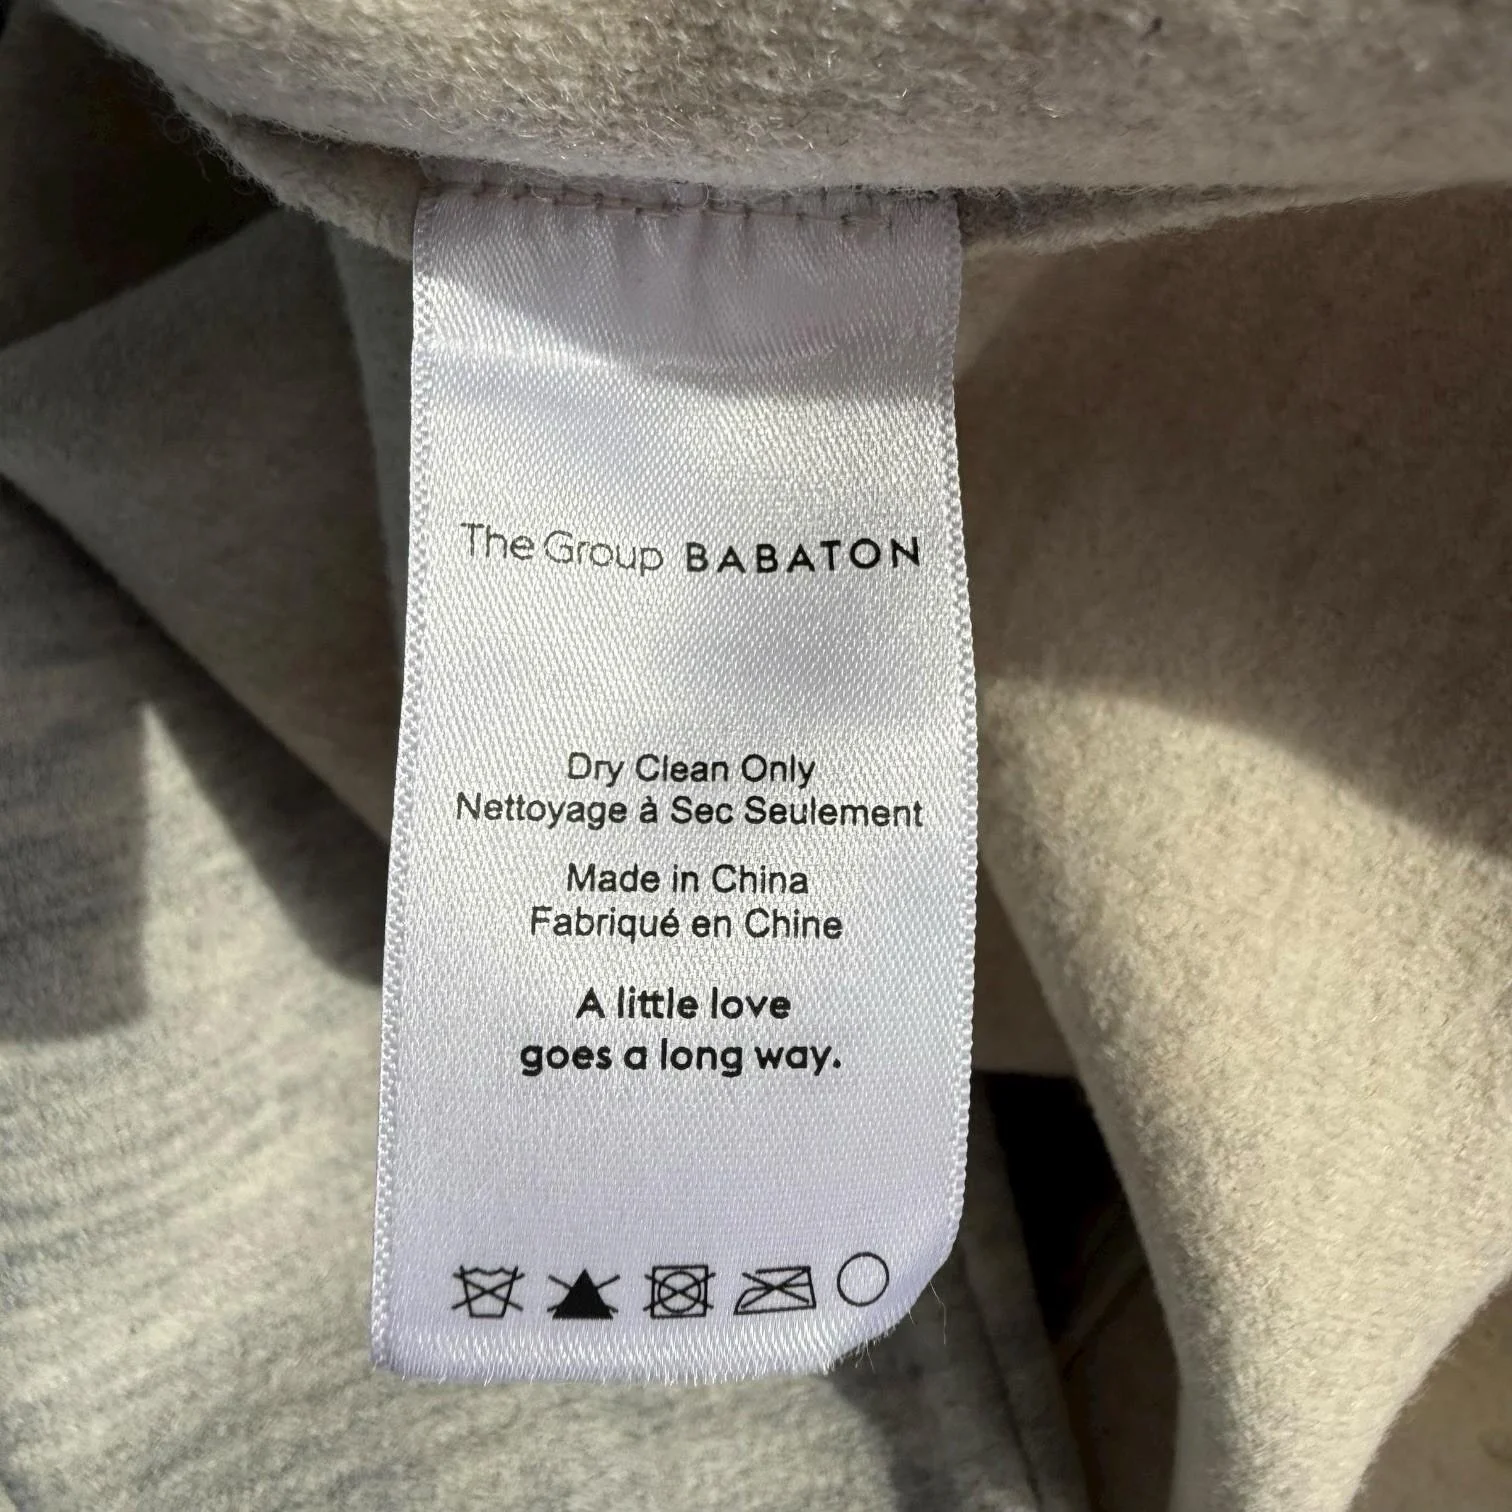 The Group BABATON
Dry Clean Only
Nettoyage à Sec Seulement
Made in China
Fabriqué en Chine
A little love
goes a long way.